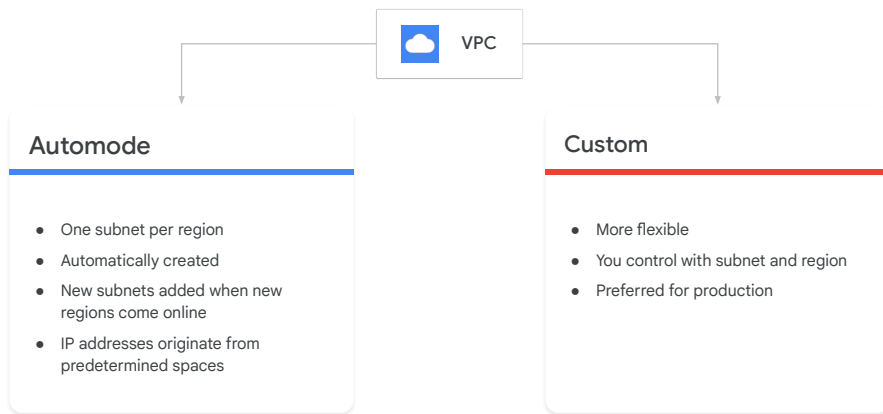 VPC
Automode
● One subnet per region
● Automatically created
● New subnets added when new
regions come online
● IP addresses originate from
predetermined spaces
Custom
● More flexible
● You control with subnet and region
● Preferred for production